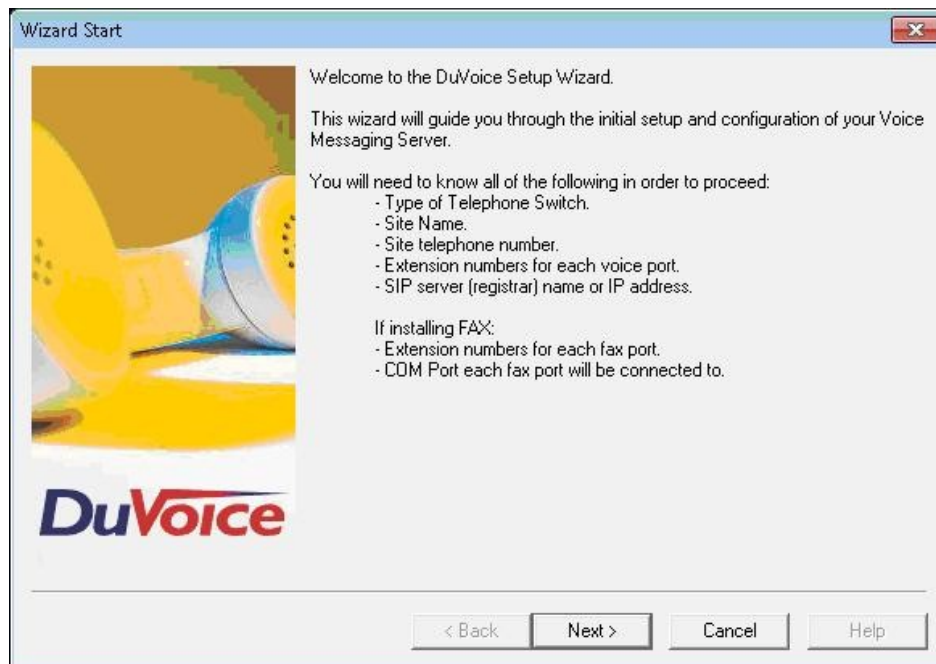 Wizard Start
Welcome to the DuVoice Setup Wizard.
This wizard will guide you through the initial setup and configuration of your Voice
Messaging Server.
You will need to know all of the following in order to proceed:
- Type of Telephone Switch.
- Site Name.
- Site telephone number.
- Extension numbers for each voice port.
- SIP server (registrar) name or IP address.
If installing FAX:
- Extension numbers for each fax port.
- COM Port each fax port will be connected to.
DuVoice
< Back
Next >
Cancel
Help